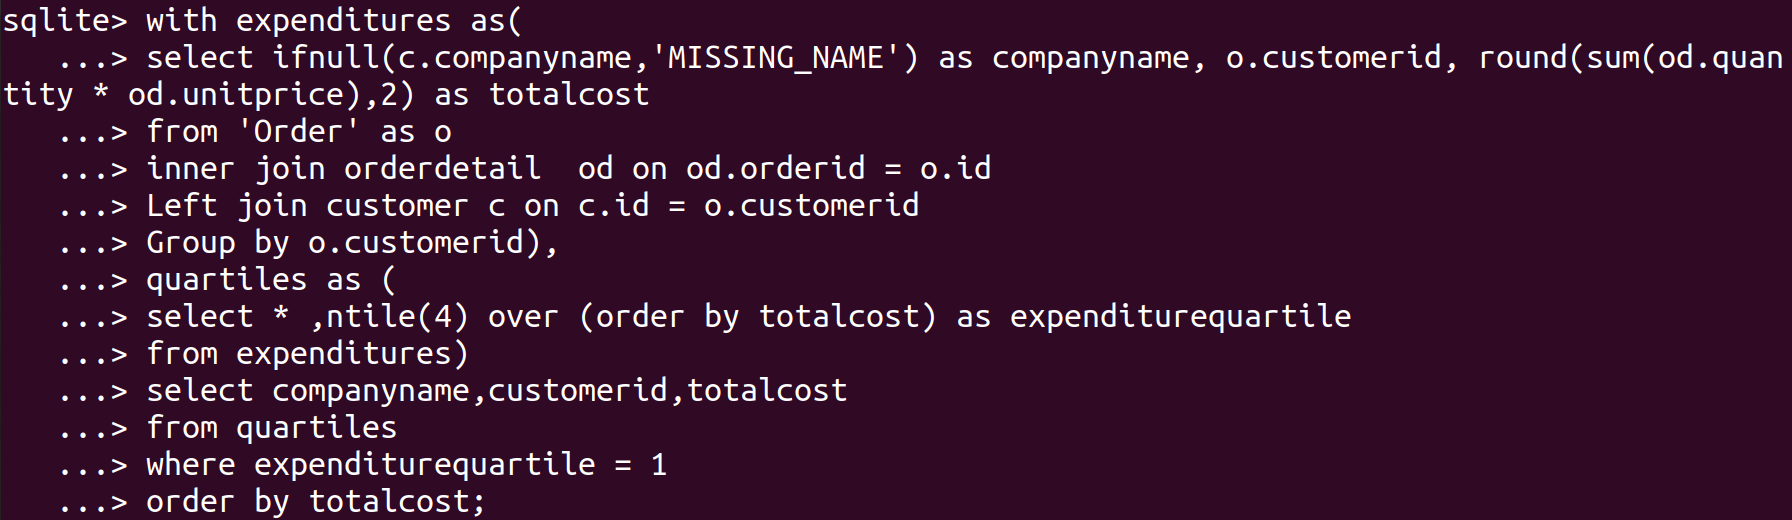 sqlite> with expenditures as(
   ...> select ifnull(c.companyname,'MISSING_NAME') as companyname, o.customerid, round(sum(od.quan
tity * od.unitprice),2) as totalcost
   ...> from 'Order' as o
   ...> inner join orderdetail  od on od.orderid = o.id
   ...> Left join customer c on c.id = o.customerid
   ...> Group by o.customerid),
   ...> quartiles as (
   ...> select * ,ntile(4) over (order by totalcost) as expenditurequartile
   ...> from expenditures)
   ...> select companyname,customerid,totalcost
   ...> from quartiles
   ...> where expenditurequartile = 1
   ...> order by totalcost;